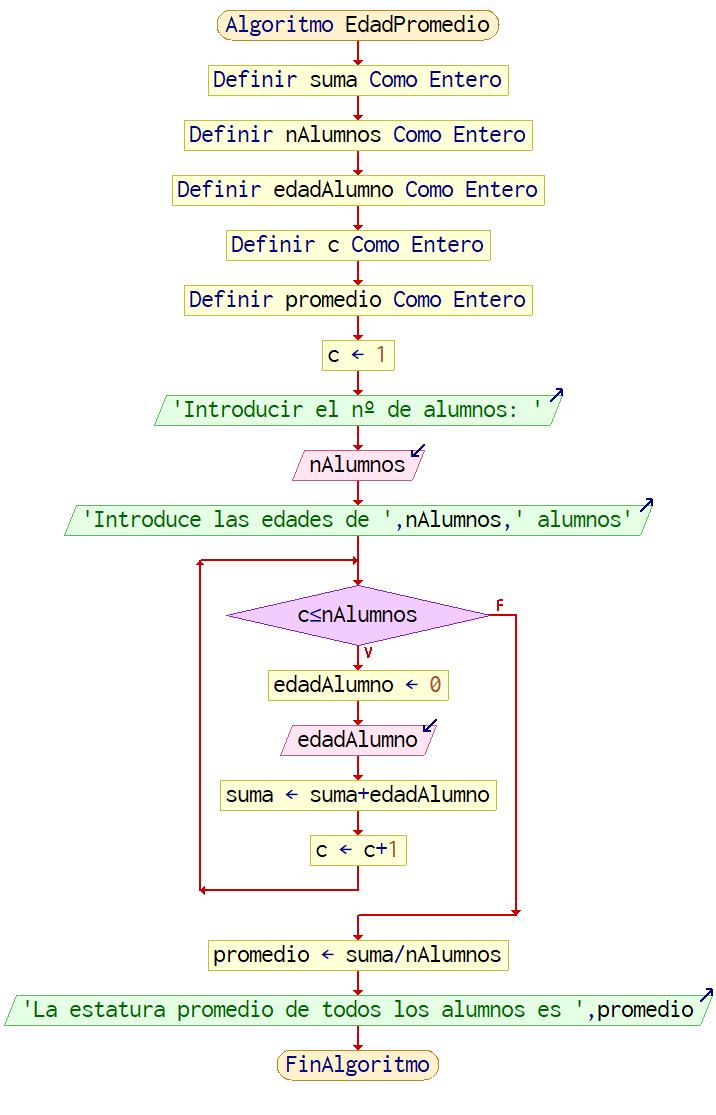 Algoritmo EdadPromedio
Definir suma Como Entero
Definir nAlumnos Como Entero
Definir edadAlumno Como Entero
Definir c Como Entero
Definir promedio Como Entero
c ← 1
'Introducir el nº de alumnos: '
nAlumnos
'Introduce las edades de ',nAlumnos,' alumnos'
c≤nAlumnos
F
V
edadAlumno ← 0
edadAlumno
suma ← suma+edadAlumno
c ← c+1
promedio ← suma/nAlumnos
'La estatura promedio de todos los alumnos es ',promedio
FinAlgoritmo